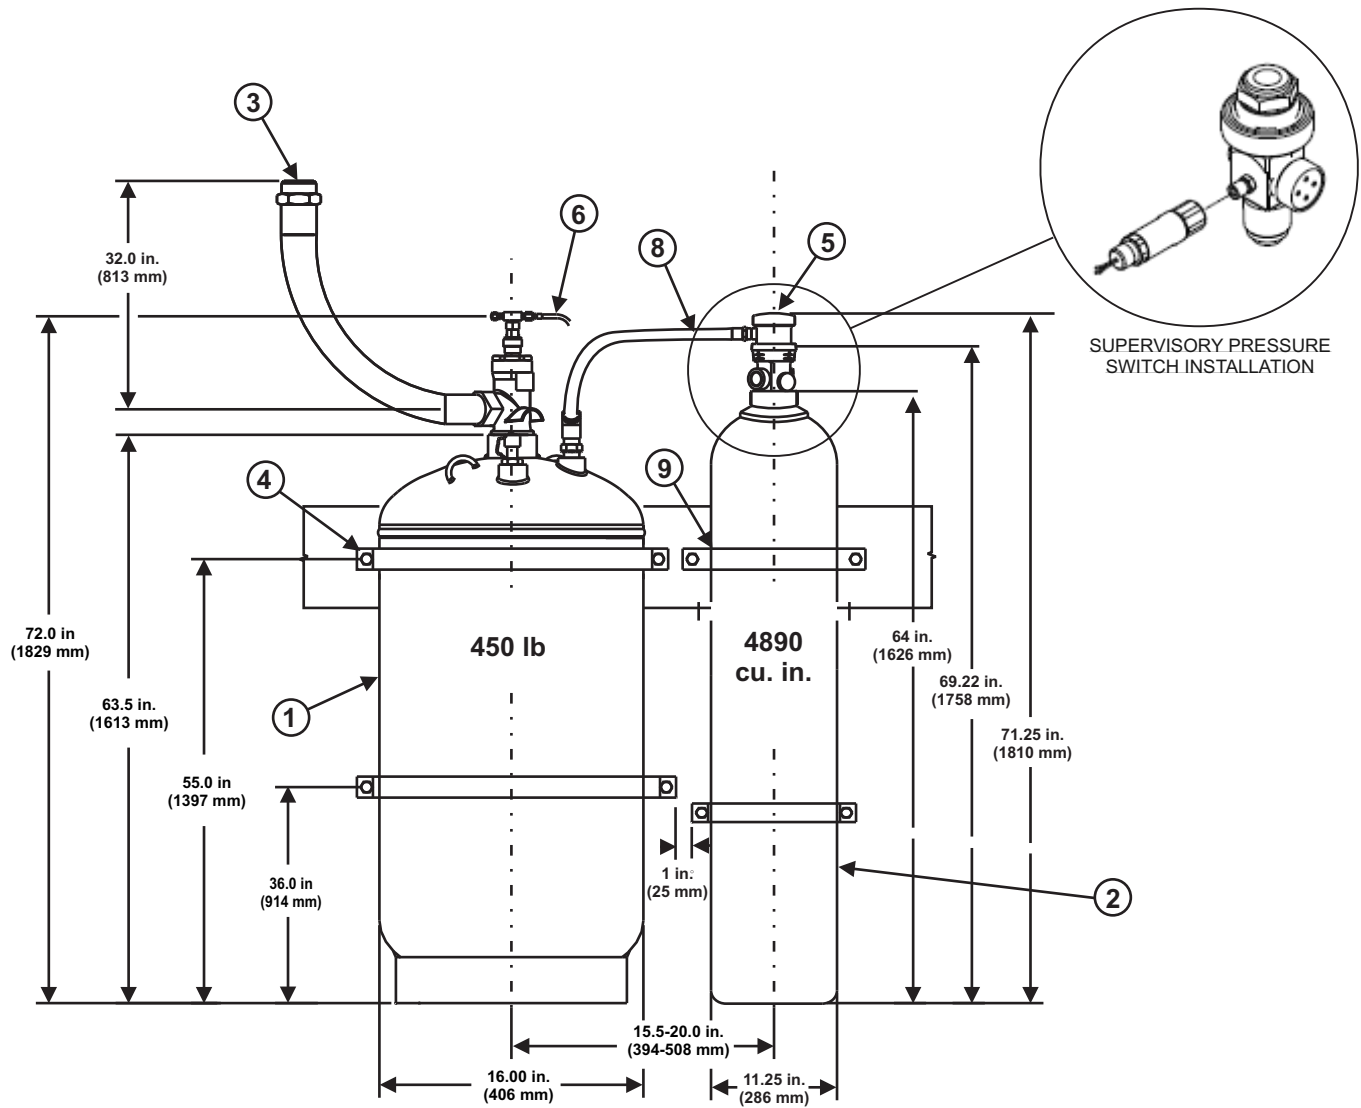 3
6
8
5
32.0 in.
(813 mm)
SUPERVISORY PRESSURE
SWITCH INSTALLATION
4
9
72.0 in
(1829 mm)
450 lb
4890
cu. in.
64 in.
(1626 mm)
63.5 in.
(1613 mm)
69.22 in.
(1758 mm)
1
71.25 in.
(1810 mm)
55.0 in
(1397 mm)
36.0 in
(914 mm)
1 in.
(25 mm)
2
15.5-20.0 in.
(394-508 mm)
16.00 in.
(406 mm)
11.25 in.
(286 mm)